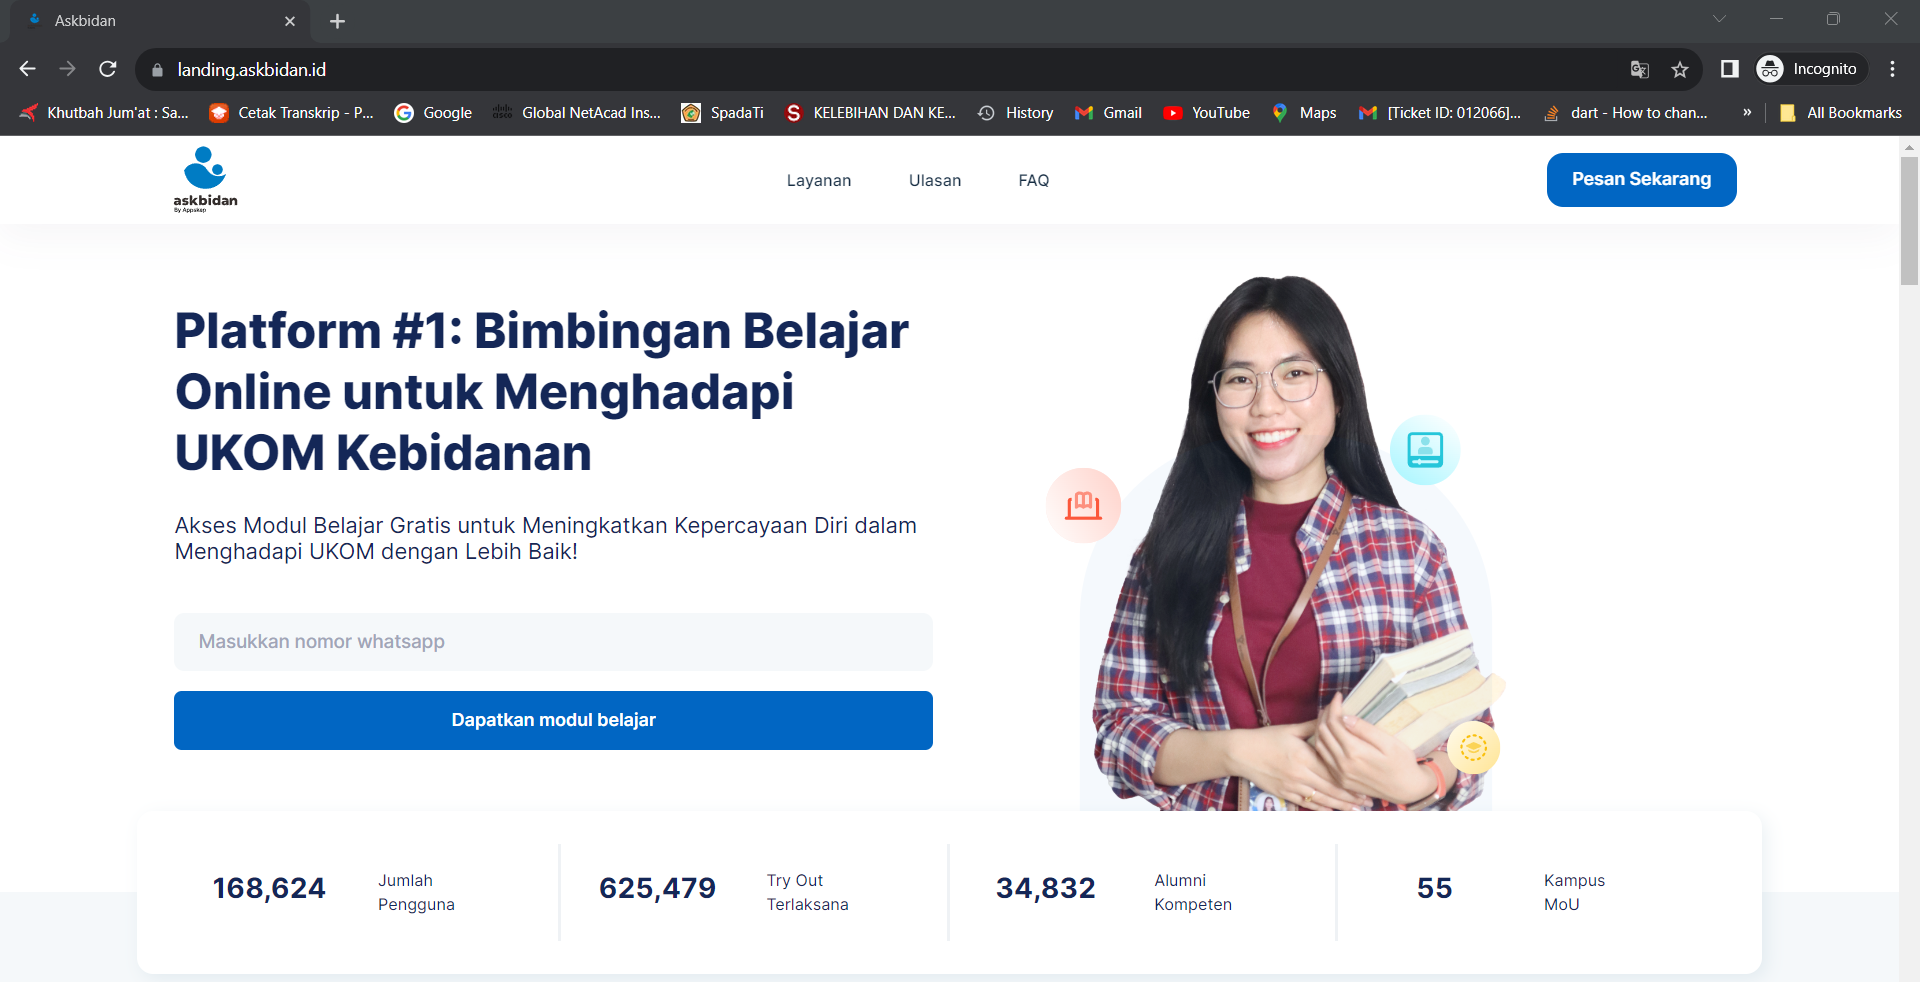 Askbidan
landing.askbidan.id
Incognito
Khutbah Jum'at : Sa...
Cetak Transkrip - P...
Google
Global NetAcad Ins...
SpadaTi
KELEBIHAN DAN KE...
History
Gmail
YouTube
Maps
[Ticket ID: 012066]...
dart - How to chan...
»
All Bookmarks
askbidan
By Appskep
Layanan
Ulasan
FAQ
Pesan Sekarang
Platform #1: Bimbingan Belajar
Online untuk Menghadapi
UKOM Kebidanan
Akses Modul Belajar Gratis untuk Meningkatkan Kepercayaan Diri dalam
Menghadapi UKOM dengan Lebih Baik!
Masukkan nomor whatsapp
Dapatkan modul belajar
168,624
Jumlah
Pengguna
625,479
Try Out
Terlaksana
34,832
Alumni
Kompeten
55
Kampus
MoU